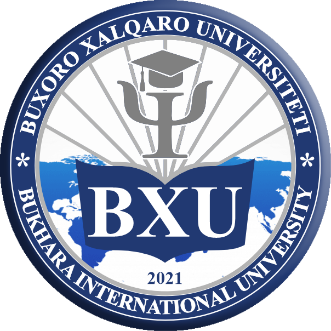 * BUXORO XALQARO UNIVERSITETI *
BXU
2021
BUKHARA INTERNATIONAL UNIVERSITY